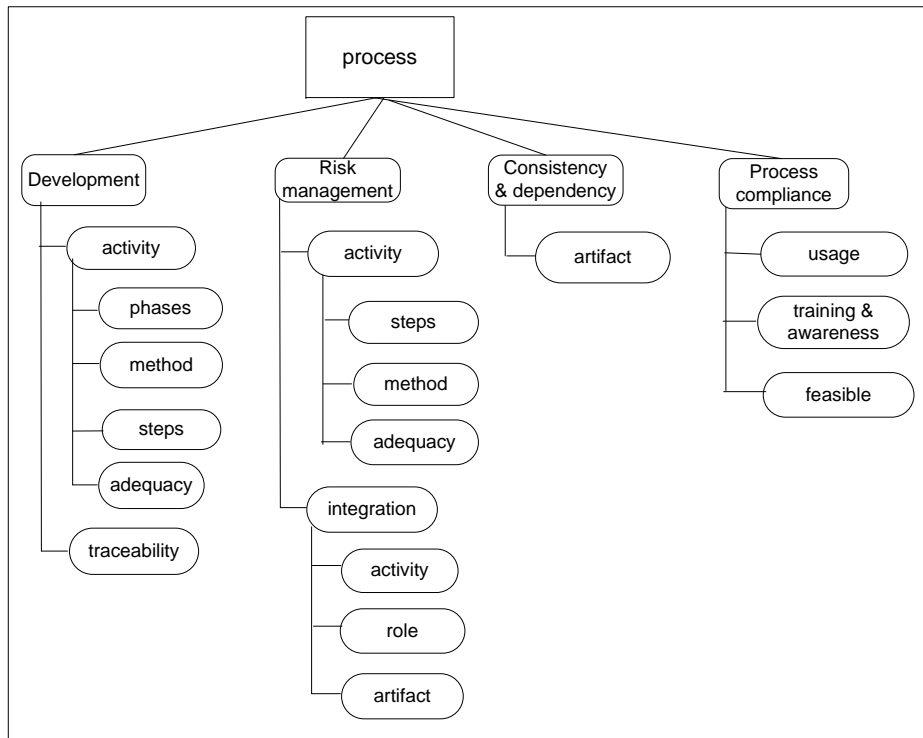 process
Development
activity
phases
method
steps
adequacy
traceability
Risk
management
activity
steps
method
adequacy
integration
activity
role
artifact
Consistency
& dependency
artifact
Process
compliance
usage
training &
awareness
feasible